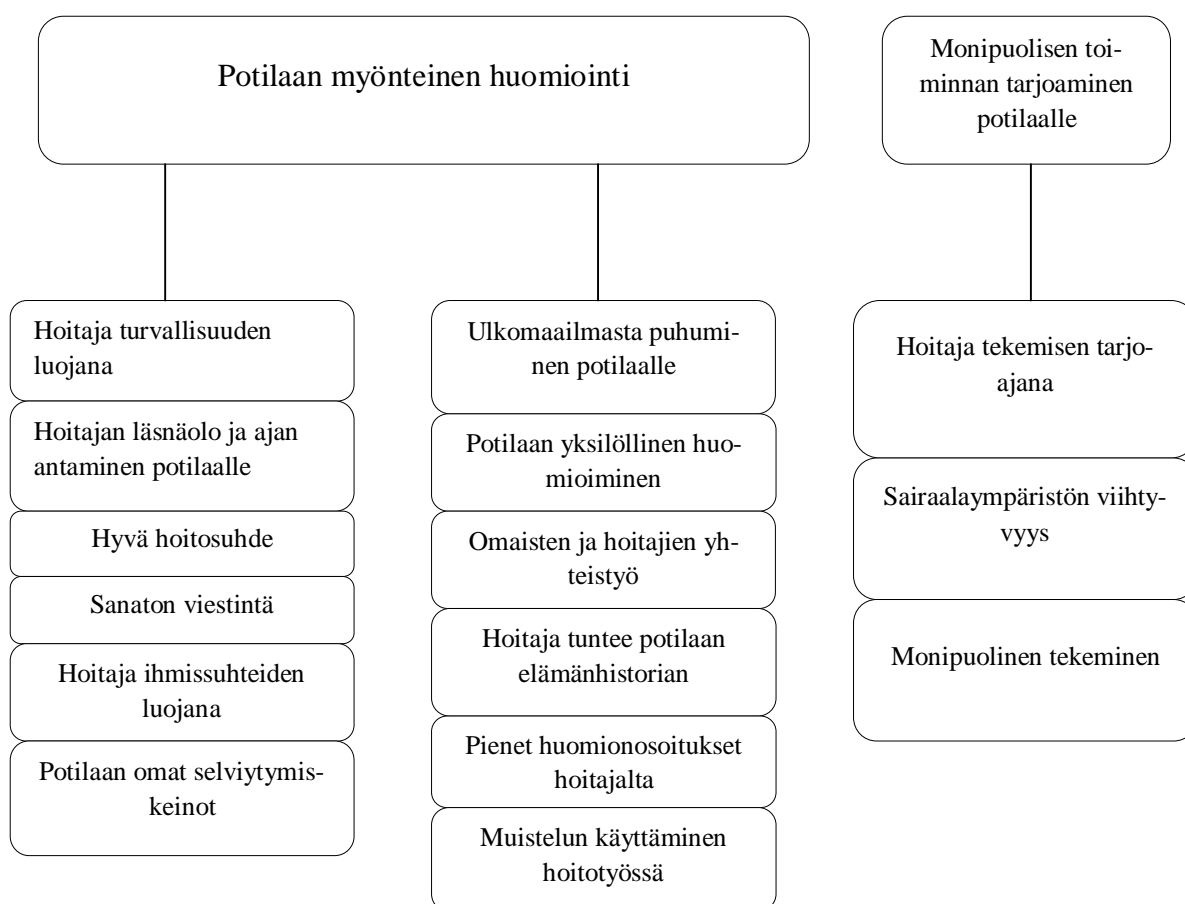 Potilaan myönteinen huomiointi
Monipuolisen toi-
minnan tarjoaminen
potilaalle
Hoitaja turvallisuuden
luojana
Hoitajan läsnäolo ja ajan
antaminen potilaalle
Hyvä hoitosuhde
Sanaton viestintä
Hoitaja ihmissuhteiden
luojana
Potilaan omat selviytymis-
keinot
Ulkomaailmasta puhumi-
nen potilaalle
Potilaan yksilöllinen huo-
mioiminen
Omaisten ja hoitajien yh-
teistyö
Hoitaja tuntee potilaan
elämänhistorian
Pienet huomionosoitukset
hoitajalta
Muistelun käyttäminen
hoitotyössä
Hoitaja tekemisen tarjo-
ajana
Sairaalaympäristön viihty-
vyys
Monipuolinen tekeminen